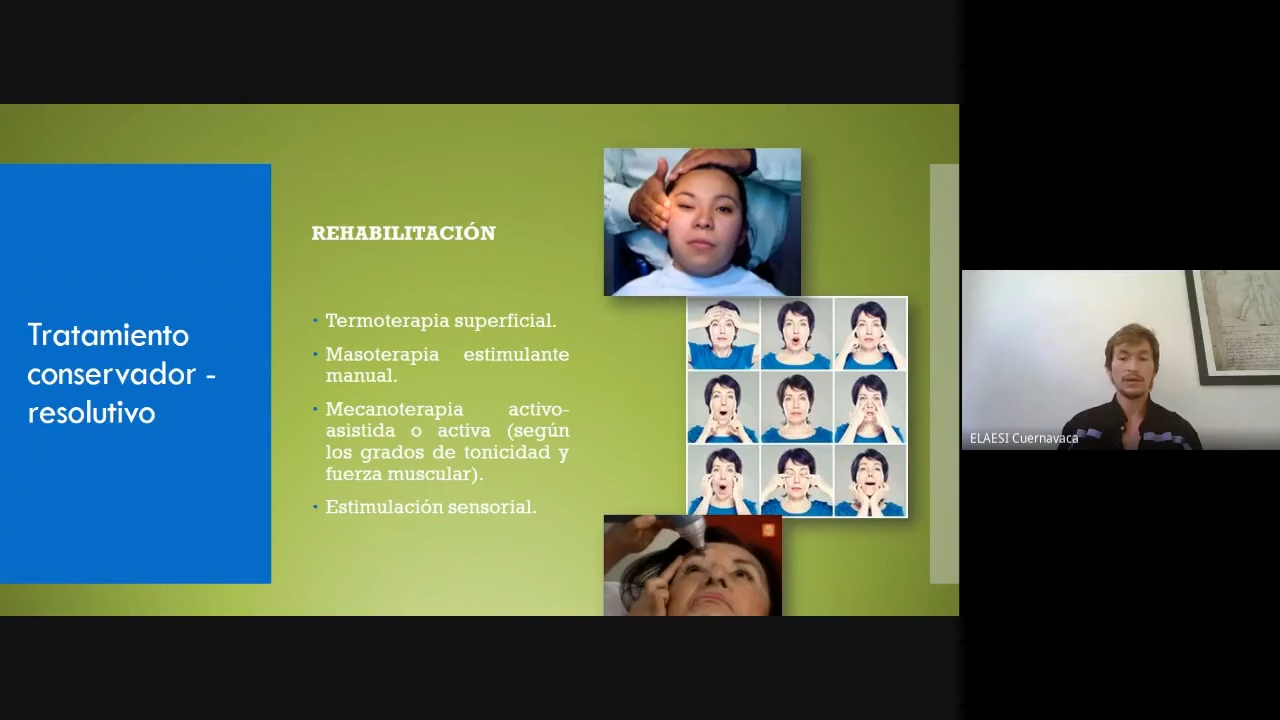 Tratamiento
conservador -
resolutivo
REHABILITACIÓN
• Termoterapia superficial.
• Masoterapia estimulante
manual.
• Mecanoterapia activo-
asistida o activa (según
los grados de tonicidad y
fuerza muscular).
• Estimulación sensorial.
ELAESI Cuernavaca